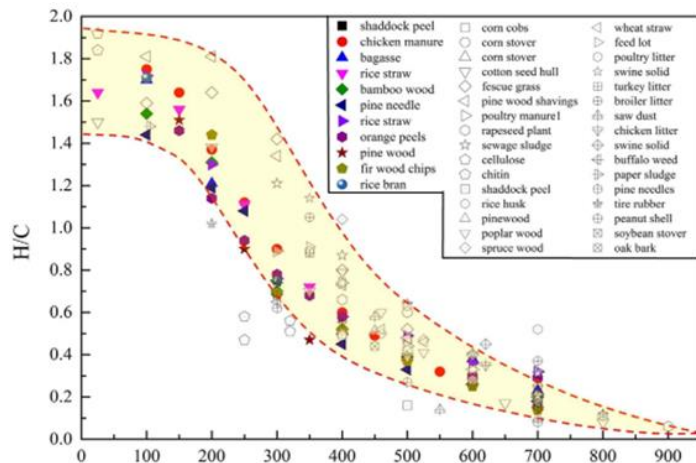 H/C
2.0
1.8
1.6
1.4
1.2
1.0
0.8
0.6
0.4
0.2
0.0
0 100 200 300 400 500 600 700 800 900
shaddock peel
chicken manure
bagasse
rice straw
bamboo wood
pine needle
rice straw
orange peels
pine wood
fir wood chips
rice bran
corn cobs
corn stover
corn stover
cotton seed hull
fescue grass
pine wood shavings
poultry manure1
rapeseed plant
sewage sludge
cellulose
chitin
shaddock peel
rice husk
pinewood
poplar wood
spruce wood
wheat straw
feed lot
poultry litter
swine solid
turkey litter
broiler litter
saw dust
chicken litter
swine solid
buffalo weed
paper sludge
pine needles
tire rubber
peanut shell
soybean stover
oak bark